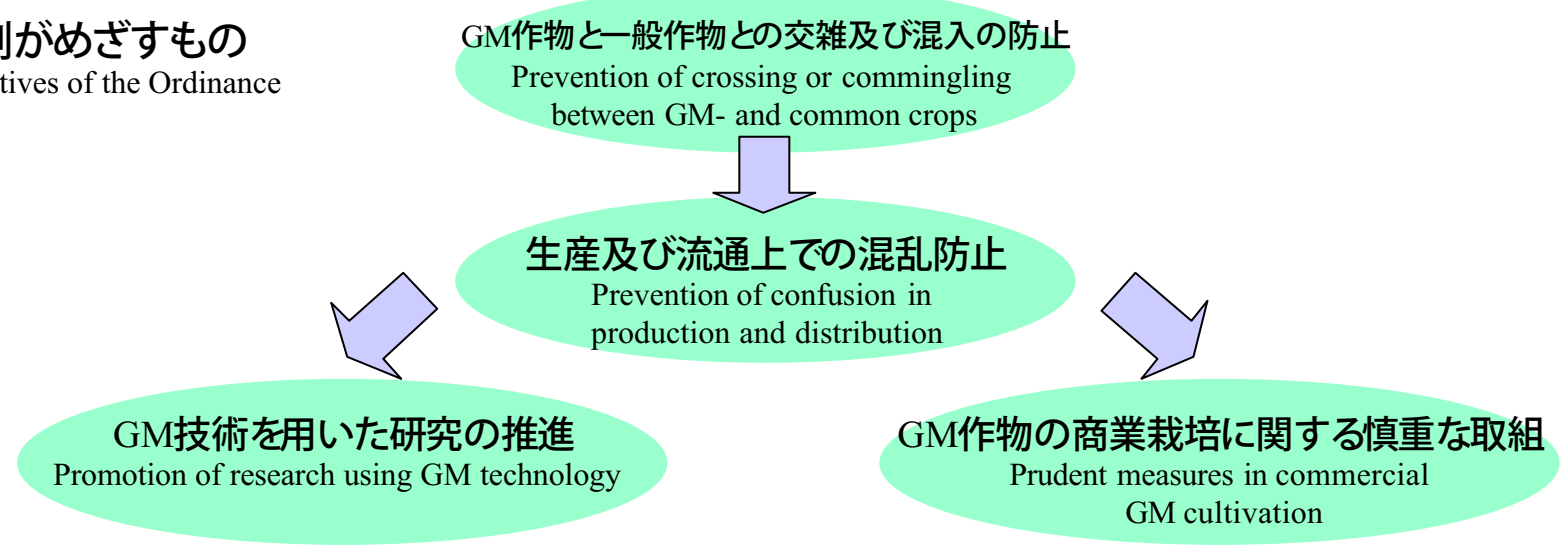 例がめざすもの
tives of the Ordinance
GM作物と一般作物との交雑及び混入の防止
Prevention of crossing or commingling
between GM- and common crops
生産及び流通上での混乱防止
Prevention of confusion in
production and distribution
GM技術を用いた研究の推進
Promotion of research using GM technology
GM作物の商業栽培に関する慎重な取組
Prudent measures in commercial
GM cultivation